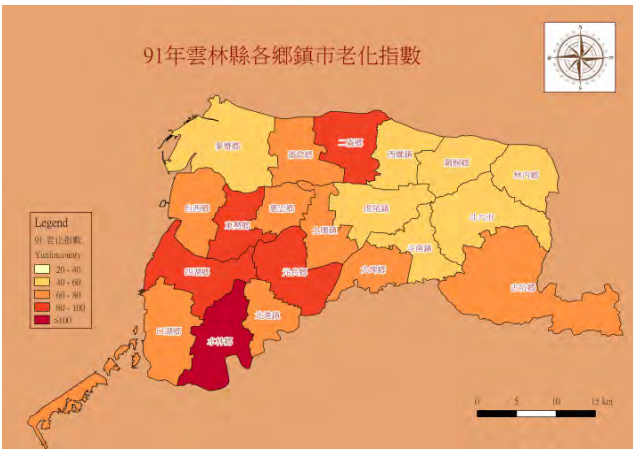 91年雲林縣各鄉鎮市老化指數
N
二崙鄉
麥寮鄉
崙背鄉
西螺鎮
莿桐鄉
林內鄉
台西鄉
東勢鄉
褒忠鄉
虎尾鎮
斗六市
土庫鎮
斗南鎮
四湖鄉
元長鄉
大埤鄉
古坑鄉
口湖鄉
水林鄉
北港鎮
Legend
91 老化指數
Yunlincounty
20 - 40
40 - 60
60 - 80
80 - 100
≤100
0 5 10 15 km